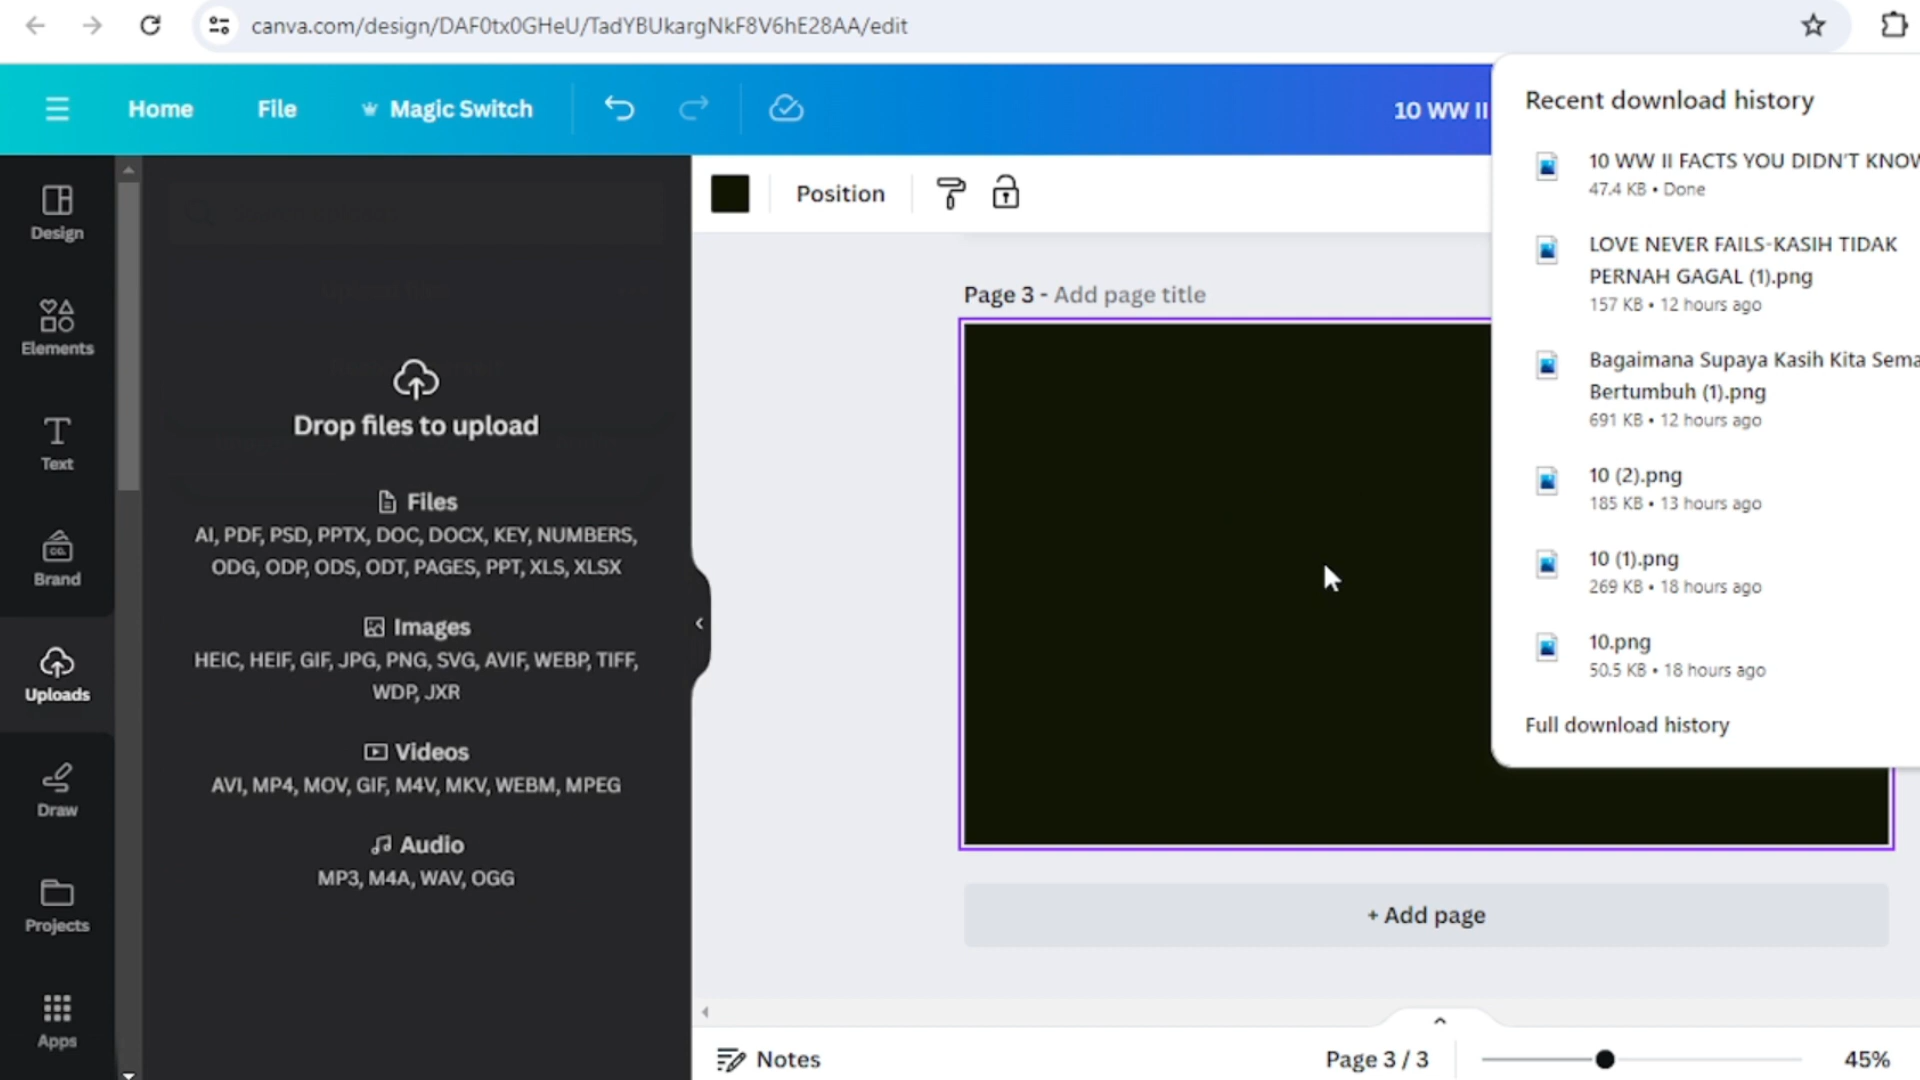 canva.com/design/DAF0tx0GHeU/TadYBUkargNkF8V6hE28AA/edit
Home
File
Magic Switch
10 WW II
Recent download history
10 WW II FACTS YOU DIDN'T KNOW
47.4 KB • Done
LOVE NEVER FAILS-KASIH TIDAK
PERNAH GAGAL (1).png
157 KB • 12 hours ago
Bagaimana Supaya Kasih Kita Sema
Bertumbuh (1).png
691 KB • 12 hours ago
10 (2).png
185 KB • 13 hours ago
10 (1).png
269 KB • 18 hours ago
10.png
50.5 KB • 18 hours ago
Full download history
Design
Elements
Text
CO.
Brand
Uploads
Draw
Projects
Apps
Drop files to upload
Files
AI, PDF, PSD, PPTX, DOC, DOCX, KEY, NUMBERS,
ODG, ODP, ODS, ODT, PAGES, PPT, XLS, XLSX
Images
HEIC, HEIF, GIF, JPG, PNG, SVG, AVIF, WEBP, TIFF,
WDP, JXR
Videos
AVI, MP4, MOV, GIF, M4V, MKV, WEBM, MPEG
Audio
MP3, M4A, WAV, OGG
Position
Page 3 - Add page title
+ Add page
Notes
Page 3 / 3
45%